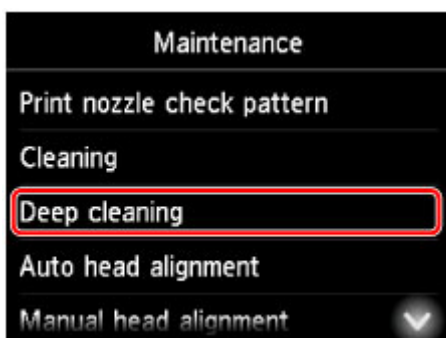 Maintenance
Print nozzle check pattern
Cleaning
Deep cleaning
Auto head alignment
Manual head alignment